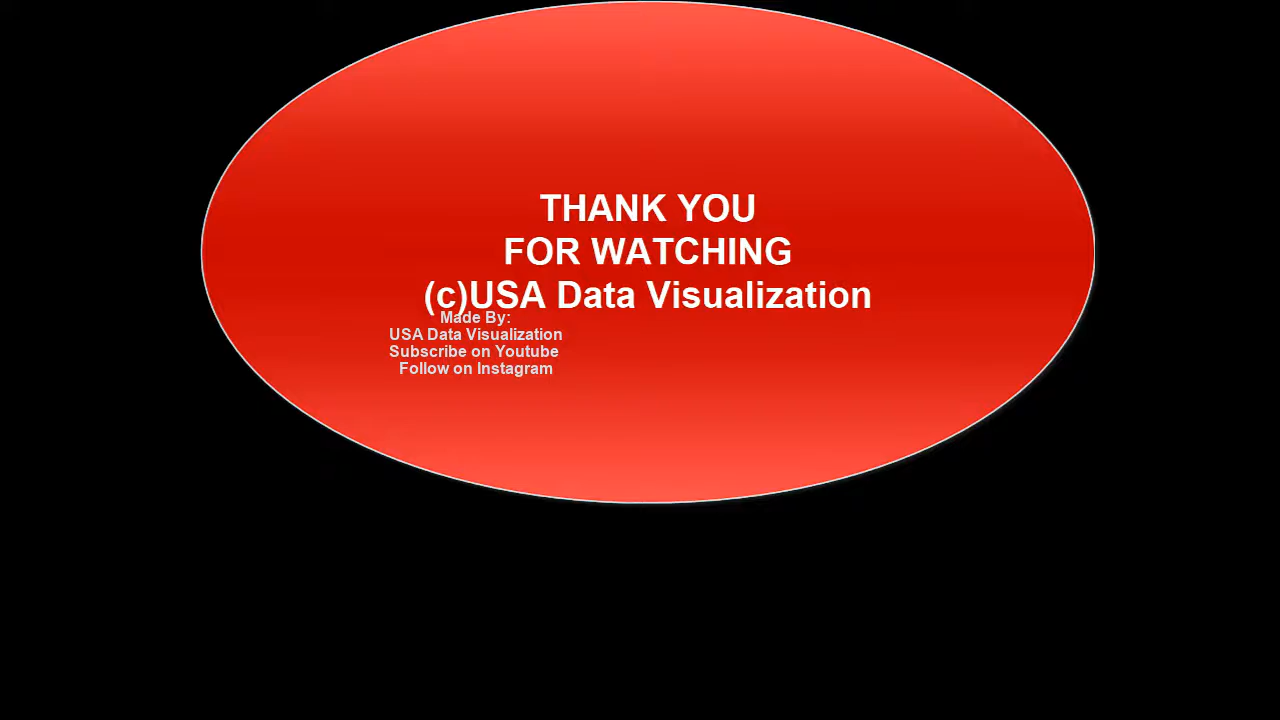 THANK YOU
FOR WATCHING
(c)USA Data Visualization
Made By:
USA Data Visualization
Subscribe on Youtube
Follow on Instagram